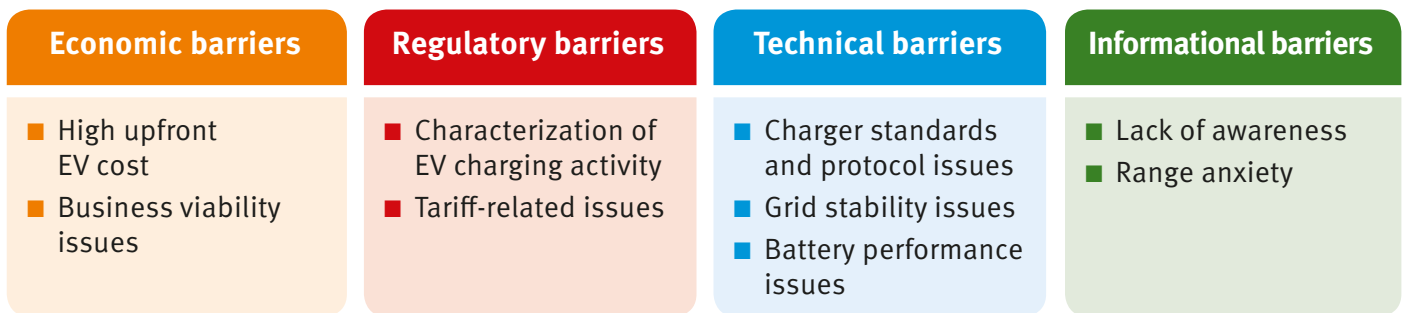 Economic barriers
High upfront
EV cost
Business viability
issues
Regulatory barriers
Characterization of
EV charging activity
Tariff-related issues
Technical barriers
Charger standards
and protocol issues
Grid stability issues
Battery performance
issues
Informational barriers
Lack of awareness
Range anxiety